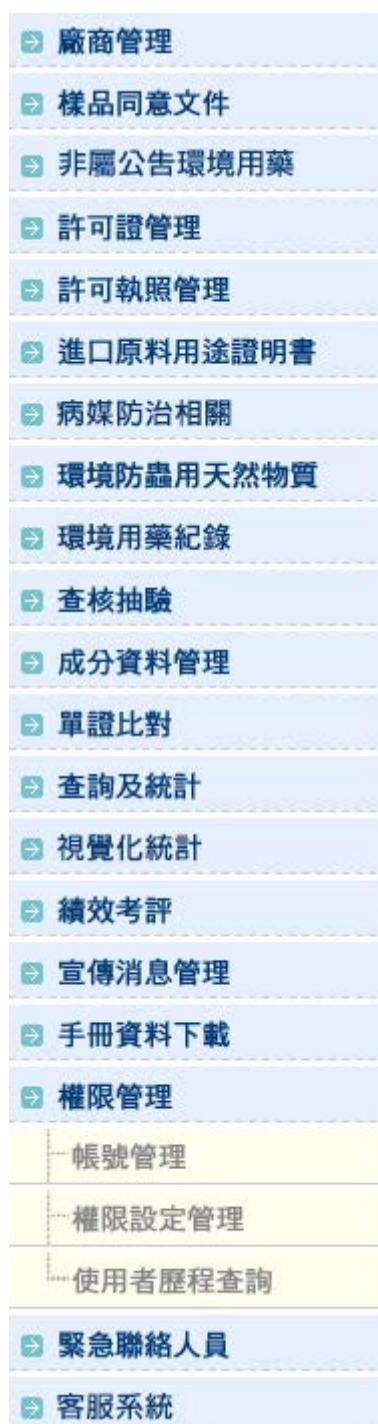 廠商管理
樣品同意文件
非屬公告環境用藥
許可證管理
許可執照管理
進口原料用途證明書
病媒防治相關
環境防蟲用天然物質
環境用藥紀錄
查核抽驗
成分資料管理
單證比對
查詢及統計
視覺化統計
績效考評
宣傳消息管理
手冊資料下載
權限管理
帳號管理
權限設定管理
使用者歷程查詢
緊急聯絡人員
客服系統